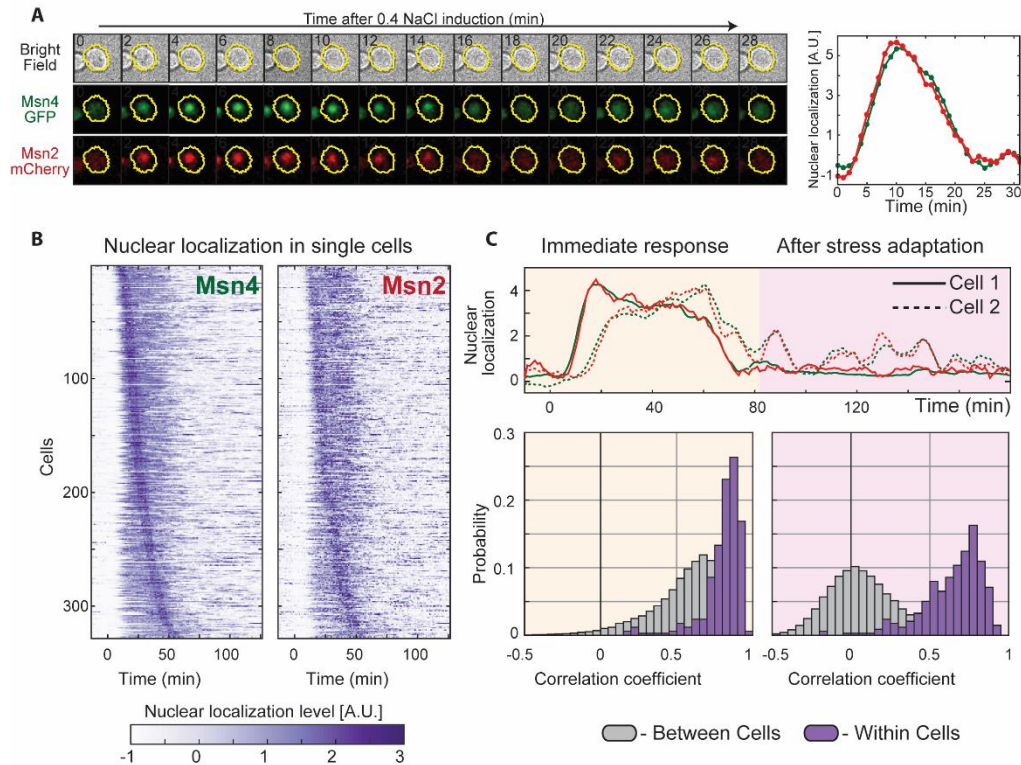 A
Time after 0.4 NaCl induction (min)
Bright Field
0 2 4 6 8 10 12 14 16 18 20 22 24 26 28
Msn4 GFP
Msn2 mCherry
Nuclear localization [A.U.]
5
3
1
-1
0 5 10 15 20 25 30
Time (min)
B
Nuclear localization in single cells
Msn4
Msn2
Cells
100
200
300
0 50 100
0 50 100
Time (min)
Time (min)
Nuclear localization level [A.U.]
-1 0 1 2 3
C
Immediate response
After stress adaptation
Nuclear localization
4
2
0
Cell 1
Cell 2
0 40 80 120
Time (min)
Probability
0.3
0.2
0.1
0
-0.5 0 0.5 1
-0.5 0 0.5 1
Correlation coefficient
Correlation coefficient
- Between Cells
- Within Cells